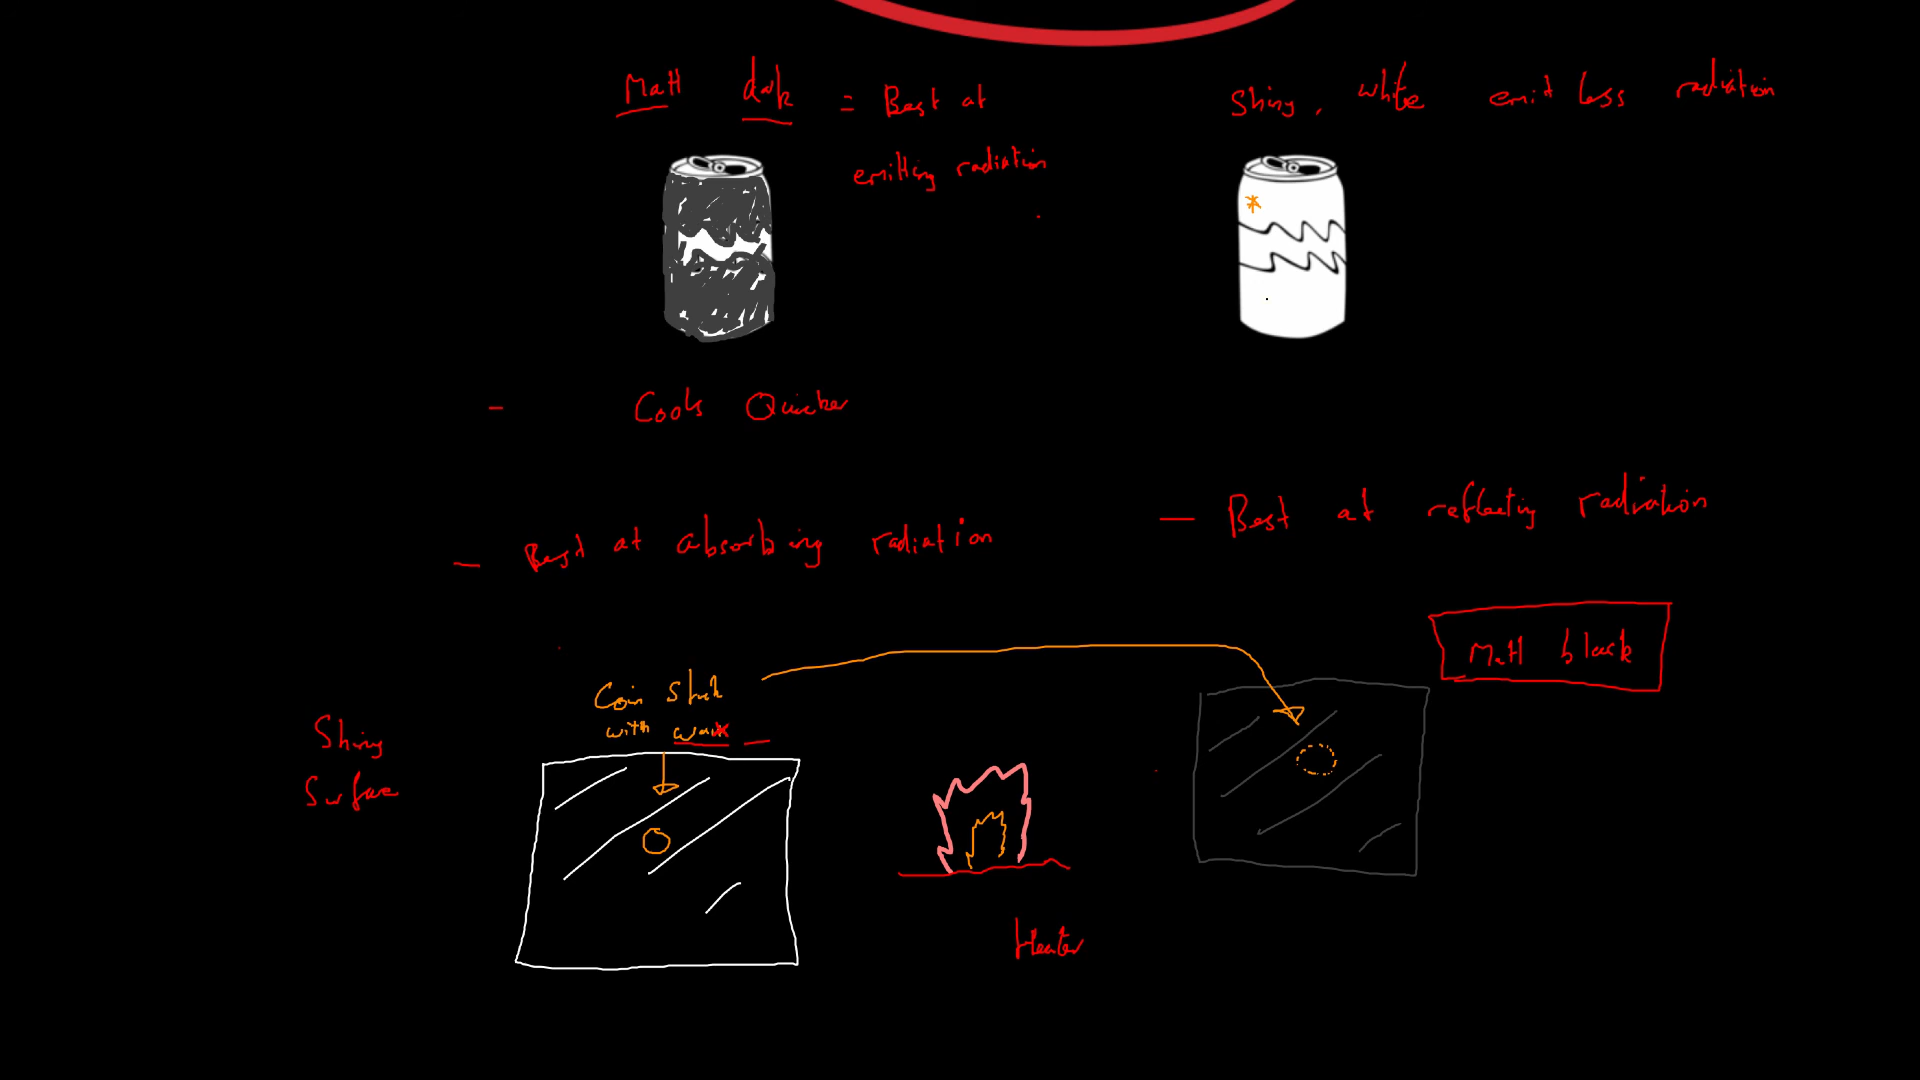 Matt dark = Best at
emitting radiation
Shiny, white emit less radiation
- Cools Quicker
- Best at absorbing radiation
- Best at reflecting radiation
Matt black
Coin stuck
with wax
Shiny
Surface
Heater